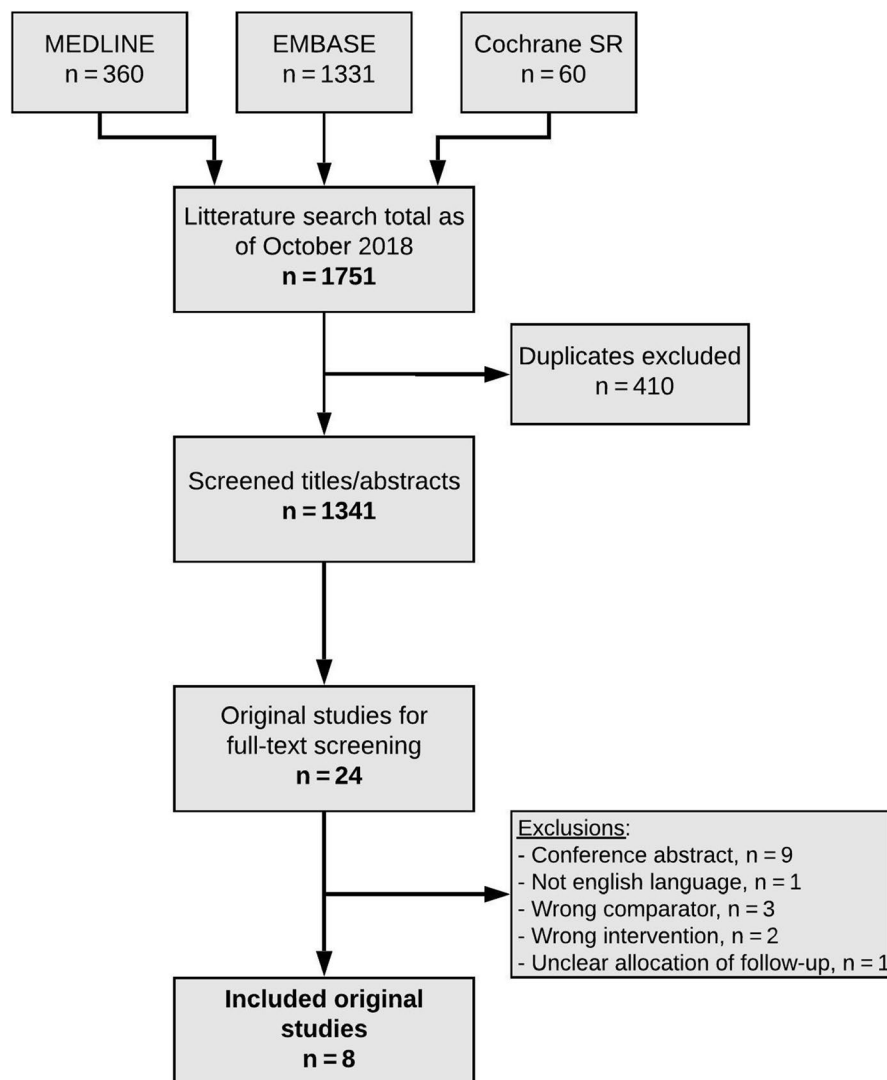 MEDLINE
n = 360
EMBASE
n = 1331
Cochrane SR
n = 60
Litterature search total as
of October 2018
n = 1751
Duplicates excluded
n = 410
Screened titles/abstracts
n = 1341
Original studies for
full-text screening
n = 24
Exclusions:
- Conference abstract, n = 9
- Not english language, n = 1
- Wrong comparator, n = 3
- Wrong intervention, n = 2
- Unclear allocation of follow-up, n = 1
Included original
studies
n = 8